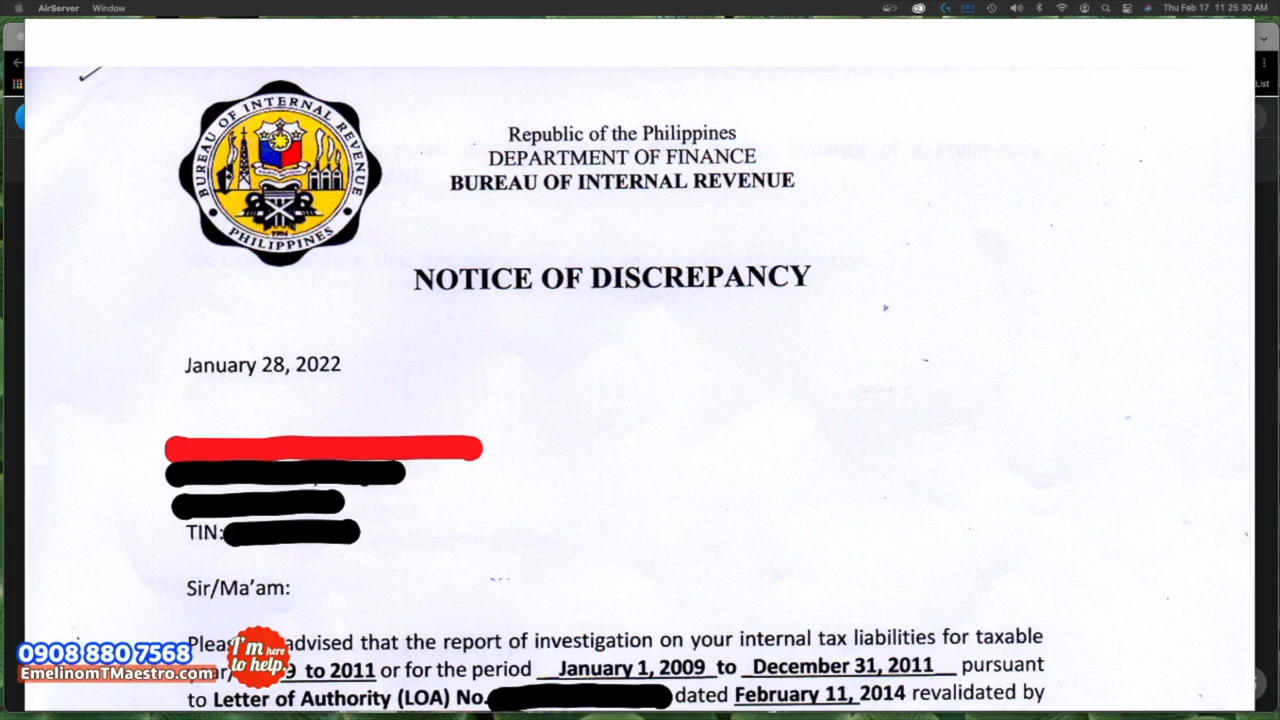 AirServer Window Thu Feb 17 11 25 30 AM
List
BUREAU OF INTERNAL REVENUE
PHILIPPINES
1904
Republic of the Philippines
DEPARTMENT OF FINANCE
BUREAU OF INTERNAL REVENUE
NOTICE OF DISCREPANCY
January 28, 2022
TIN:
Sir/Ma'am:
advised that the report of investigation on your internal tax liabilities for taxable
9 to 2011 or for the period January 1, 2009 to December 31, 2011 pursuant
to Letter of Authority (LOA) No. dated February 11, 2014 revalidated by
0908 880 7568
EmelinomTMaestro.com
I'm here
to help.